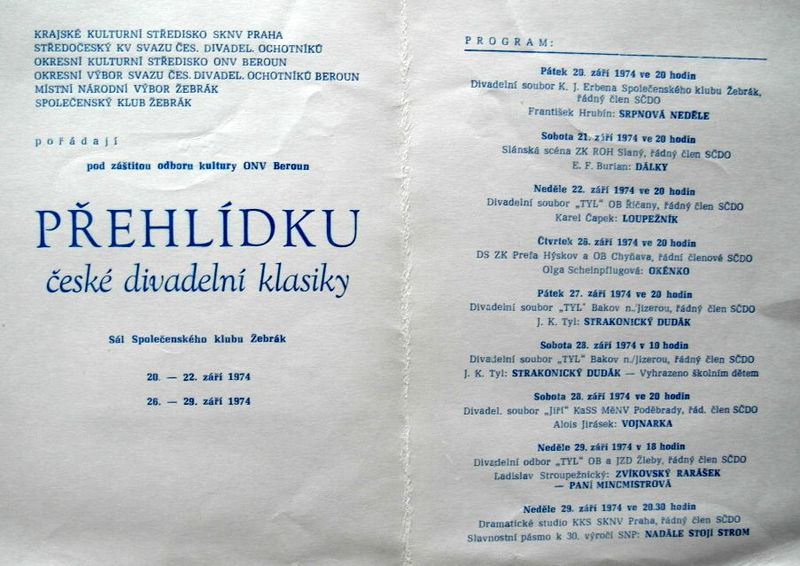 KRAJSKÉ KULTURNÍ STŘEDISKO SKNV PRAHA
STŘEDOČESKÝ KV SVAZU ČES. DIVADEL. OCHOTNÍKŮ
OKRESNÍ KULTURNÍ STŘEDISKO ONV BEROUN
OKRESNÍ VÝBOR SVAZU ČES. DIVADEL. OCHOTNÍKŮ BEROUN
MÍSTNÍ NÁRODNÍ VÝBOR ŽEBRÁK
SPOLEČENSKÝ KLUB ŽEBRÁK
pořádají
pod záštitou odboru kultury ONV Beroun
PŘEHLÍDKU
české divadelní klasiky
Sál Společenského klubu Žebrák
20. — 22. září 1974
26. — 29. září 1974
PROGRAM:
Pátek 20. září 1974 ve 20 hodin
Divadelní soubor K. J. Erbena Společenského klubu Žebrák,
řádný člen SČDO
František Hrubín: SRPNOVÁ NEDĚLE
Sobota 21. září 1974 ve 20 hodin
Slánská scéna ZK ROH Slaný, řádný člen SČDO
E. F. Burian: DÁLKY
Neděle 22. září 1974 ve 20 hodin
Divadelní soubor „TYL" OB Říčany, řádný člen SČDO
Karel Čapek: LOUPEŽNÍK
Čtvrtek 26. září 1974 ve 20 hodin
DS ZK Prefa Hýskov a OB Chyňava, řádní členové SČDO
Olga Scheinpflugová: OKÉNKO
Pátek 27. září 1974 ve 20 hodin
Divadelní soubor „TYL" Bakov n./Jizerou, řádný člen SČDO
J. K. Tyl: STRAKONICKÝ DUDÁK
Sobota 28. září 1974 v 10 hodin
Divadelní soubor „TYL" Bakov n./Jizerou, řádný člen SČDO
J. K. Tyl: STRAKONICKÝ DUDÁK — Vyhrazeno školním dětem
Sobota 28. září 1974 ve 20 hodin
Divadel. soubor „Jiří" KaSS MěNV Poděbrady, řád. člen SČDO
Alois Jirásek: VOJNARKA
Neděle 29. září 1974 v 18 hodin
Divadelní odbor „TYL" OB a JZD Žleby, řádný člen SČDO
Ladislav Stroupežnický: ZVÍKOVSKÝ RARÁŠEK
— PANÍ MINCMISTROVÁ
Neděle 29. září 1974 ve 20.30 hodin
Dramatické studio KKS SKNV Praha, řádný člen SČDO
Slavnostní pásmo k 30. výročí SNP: NADÁLE STOJÍ STROM